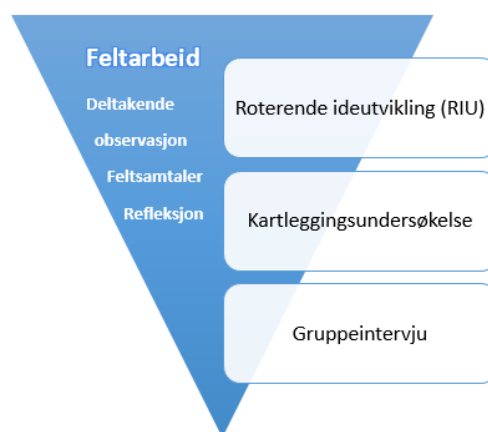 Feltarbeid
Deltakende
observasjon
Feltsamtaler
Refleksjon
Roterende ideutvikling (RIU)
Kartleggingsundersøkelse
Gruppeintervju